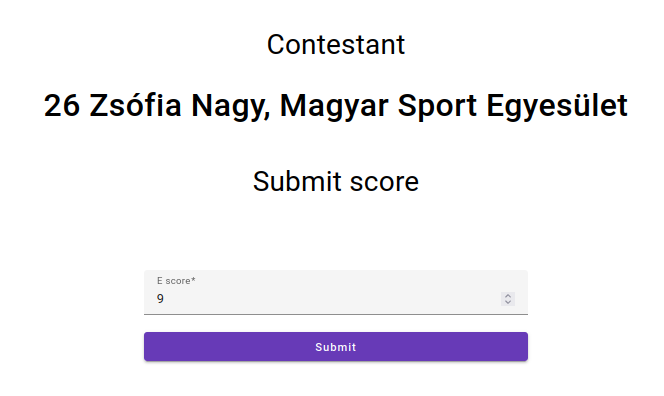 Contestant
26 Zsófia Nagy, Magyar Sport Egyesület
Submit score
E score*
9
Submit